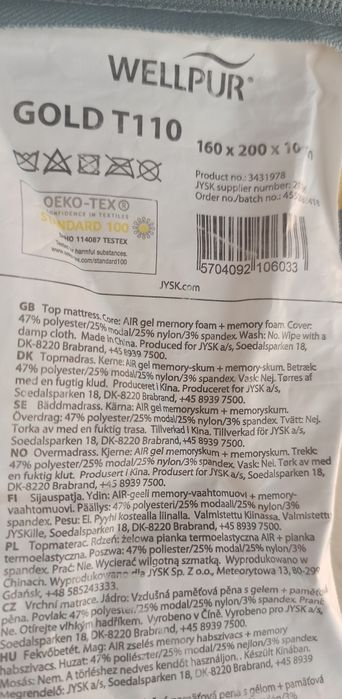 WELLPUR®
GOLD T110
160 x 200 x 10
Product no.: 3431978
JYSK supplier number:
Order no./batch no.:
OEKO-TEX®
CONFIDENCE IN TEXTILES
STANDARD 100
114087 TESTEX
harmful substances.
.com/standard100
5704092 106033
JYSK.com
GB Top mattress. Core: AIR gel memory foam + memory foam. Cover:
47% polyester/25% modal/25% nylon/3% spandex. Wash: No. Wipe with a
damp cloth. Made in China. Produced for JYSK a/s, Soedalsparken 18,
DK-8220 Brabrand, +45 8939 7500.
DK Topmadras. Kerne: AIR gel memory-skum + memory-skum. Betræk:
47% polyester/25% modal/25% nylon/3% spandex. Vask: Nej. Tørres af
med en fugtig klud. Produceret i Kina. Produceret for JYSK a/s,
Soedalsparken 18, DK-8220 Brabrand, +45 8939 7500.
SE Bäddmadrass. Kärna: AIR gel memoryskum + memoryskum.
Överdrag: 47% polyester/25% modal/25% nylon/3% spandex. Tvätt: Nej.
Torka av med en fuktig trasa. Tillverkad i Kina. Tillverkad för JYSK a/s,
Soedalsparken 18, DK-8220 Brabrand, +45 8939 7500.
NO Overmadrass. Kjerne: AIR gel memoryskum + memoryskum. Trekk:
47% polyester/25% modal/25% nylon/3% spandex. Vask: Nei. Tørk av med
en fuktig klut. Produsert i Kina. Produsert for JYSK a/s, Soedalsparken 18,
DK-8220 Brabrand, +45 8939 7500.
FI Sijauspatja. Ydin: AIR-geeli memory-vaahtomuovi + memory-
vaahtomuovi. Päällys: 47% polyesteri/25% modaali/25% nylon/3%
spandex. Pesu: Ei. Pyyhi kostealla liinalla. Valmistettu Kiinassa. Valmistettu
JYSKille, Soedalsparken 18, DK-8220 Brabrand, +45 8939 7500.
PL Topmaterac. Rdzeń: żelowa pianka termoelastyczna AIR + pianka
termoelastyczna. Poszwa: 47% poliester/25% modal/25% nylon/3%
spandex. Prać: Nie. Wycierać wilgotną szmatką. Wyprodukowano w
Chinach. Wyprodukowano dla JYSK Sp. Z o.o., Meteorytowa 13, 80-299
Gdańsk, +48 585243333.
CZ Vrchní matrace. Jádro: Vzdušná paměťová pěna s gelem + paměťová
pěna. Povlak: 47% polyester/25% modal/25% nylon/3% spandex. Praní:
Ne. Otřejte vlhkým hadříkem. Vyrobeno v Číně. Vyrobeno pro JYSK a/s,
Soedalsparken 18, DK-8220 Brabrand, +45 8939 7500.
HU Fekvőbetét. Mag: AIR zselés memory habszivacs + memory
habszivacs. Huzat: 47% poliészter/25% modál/25% nejlon/3% spandex
Mosás: Nem. A törléshez nedves kendőt használjon. Készült Kínában.
Megrendelő: JYSK a/s, Soedalsparken 18, DK-8220 Brabrand, +45 8939
pěna s gélom + pamäťová